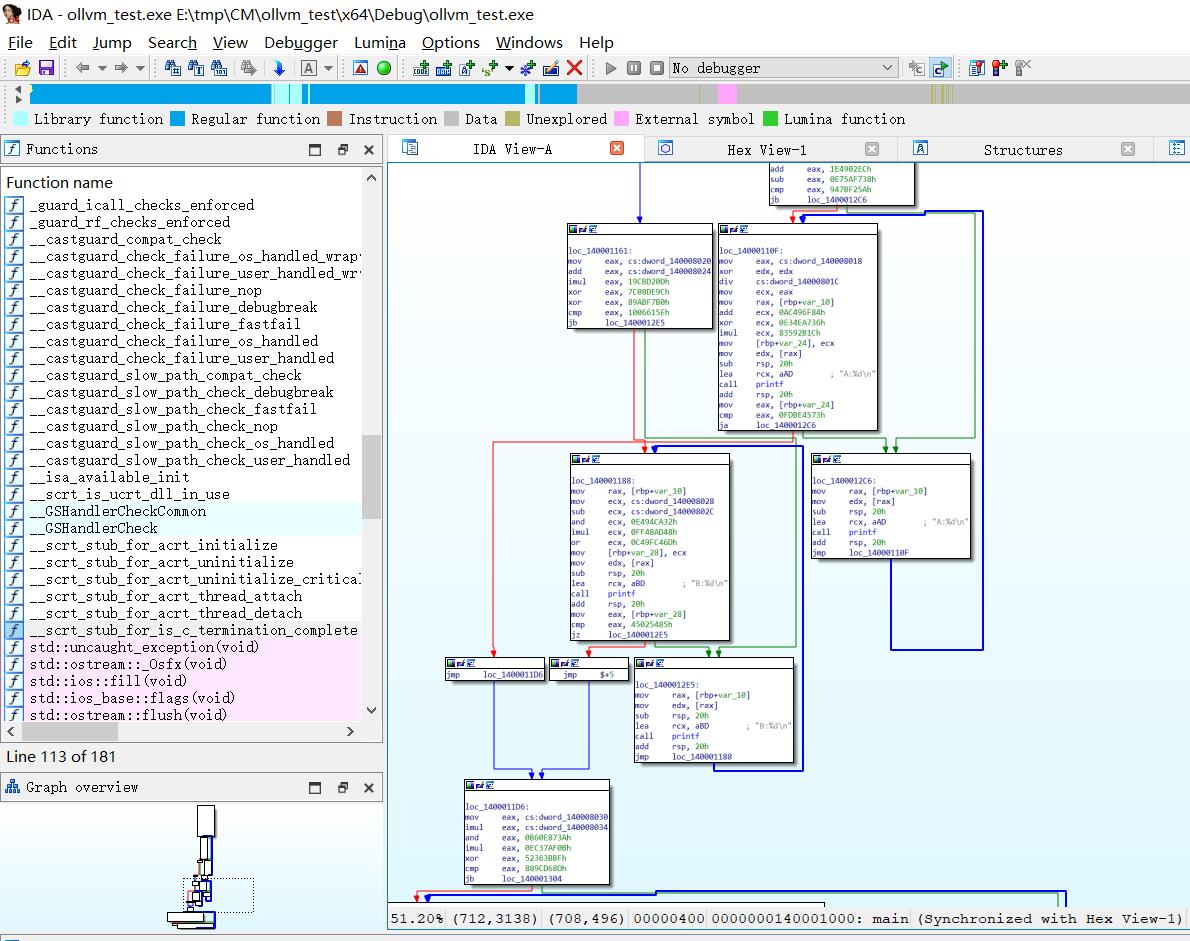 IDA - ollvm_test.exe E:\tmp\CM\ollvm_test\x64\Debug\ollvm_test.exe
File Edit Jump Search View Debugger Lumina Options Windows Help
No debugger
Library function Regular function Instruction Data Unexplored External symbol Lumina function
Functions
IDA View-A
Hex View-1
Structures
Function name
_guard_icall_checks_enforced
_guard_rf_checks_enforced
__castguard_compat_check
__castguard_check_failure_os_handled_wrap
__castguard_check_failure_user_handled_wr
__castguard_check_failure_nop
__castguard_check_failure_debugbreak
__castguard_check_failure_fastfail
__castguard_check_failure_os_handled
__castguard_check_failure_user_handled
__castguard_slow_path_compat_check
__castguard_slow_path_check_debugbreak
__castguard_slow_path_check_fastfail
__castguard_slow_path_check_nop
__castguard_slow_path_check_os_handled
__castguard_slow_path_check_user_handled
__isa_available_init
__scrt_is_ucrt_dll_in_use
__GSHandlerCheckCommon
__GSHandlerCheck
__scrt_stub_for_acrt_initialize
__scrt_stub_for_acrt_uninitialize
__scrt_stub_for_acrt_uninitialize_critical
__scrt_stub_for_acrt_thread_attach
__scrt_stub_for_acrt_thread_detach
__scrt_stub_for_is_c_termination_complete
std::uncaught_exception(void)
std::ostream::_Osfx(void)
std::ios::fill(void)
std::ios_base::flags(void)
std::ostream::flush(void)
Line 113 of 181
Graph overview
add eax, 1E4902ECh
sub eax, 0E75AF738h
cmp eax, 947BF25Ah
jb loc_1400012C6
loc_140001161:
mov eax, cs:dword_140008020
add eax, cs:dword_140008024
imul eax, 19CBD20Dh
xor eax, 7C08DE9Ch
xor eax, 89ABF7B0h
cmp eax, 1006615Eh
jb loc_1400012E5
loc_14000110F:
mov eax, cs:dword_140008018
xor edx, edx
div cs:dword_14000801C
mov ecx, eax
mov rax, [rbp+var_10]
add ecx, 0AC496F84h
xor ecx, 0E34EA736h
imul ecx, 83592B1Ch
mov [rbp+var_24], ecx
mov edx, [rax]
sub rsp, 20h
lea rcx, aAD ; "A:%d\n"
call printf
add rsp, 20h
mov eax, [rbp+var_24]
cmp eax, 0FDBE4573h
ja loc_1400012C6
loc_140001188:
mov rax, [rbp+var_10]
mov ecx, cs:dword_140008028
sub ecx, cs:dword_14000802C
and ecx, 0E494CA32h
imul ecx, 0FF48AD48h
or ecx, 0C49FC46Dh
mov [rbp+var_28], ecx
mov edx, [rax]
sub rsp, 20h
lea rcx, aBD ; "B:%d\n"
call printf
add rsp, 20h
mov eax, [rbp+var_28]
cmp eax, 45025485h
jz loc_1400012E5
loc_1400012C6:
mov rax, [rbp+var_10]
mov edx, [rax]
sub rsp, 20h
lea rcx, aAD ; "A:%d\n"
call printf
add rsp, 20h
jmp loc_14000110F
jmp loc_1400011D6
jmp $+5
loc_1400012E5:
mov rax, [rbp+var_10]
mov edx, [rax]
sub rsp, 20h
lea rcx, aBD ; "B:%d\n"
call printf
add rsp, 20h
jmp loc_140001188
loc_1400011D6:
mov eax, cs:dword_140008030
imul eax, cs:dword_140008034
and eax, 0B60E873Ah
imul eax, 0EC37AF0Bh
xor eax, 52363BBFh
cmp eax, 889CD68Dh
jb loc_140001304
51.20% (712,3138) (708,496) 00000400 0000000140001000: main (Synchronized with Hex View-1)